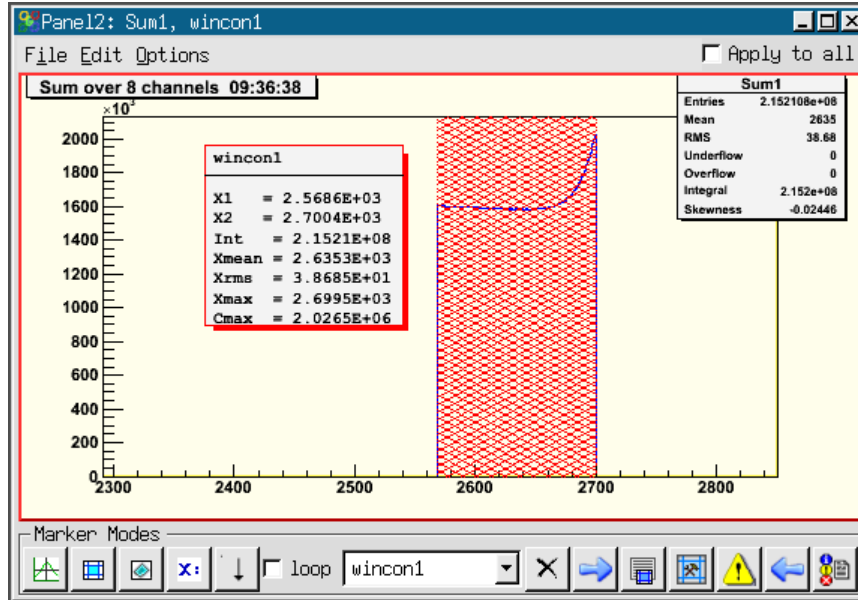 Panel2: Sum1, wincon1
File Edit Options
Apply to all
Sum over 8 channels 09:36:38
×10³
2000
1800
1600
1400
1200
1000
800
600
400
200
0
2300 2400 2500 2600 2700 2800
wincon1
X1 = 2.5686E+03
X2 = 2.7004E+03
Int = 2.1521E+08
Xmean = 2.6353E+03
Xrms = 3.8685E+01
Xmax = 2.6995E+03
Cmax = 2.0265E+06
Sum1
Entries 2.152108e+08
Mean 2635
RMS 38.68
Underflow 0
Overflow 0
Integral 2.152e+08
Skewness -0.02446
Marker Modes
X:
loop
wincon1